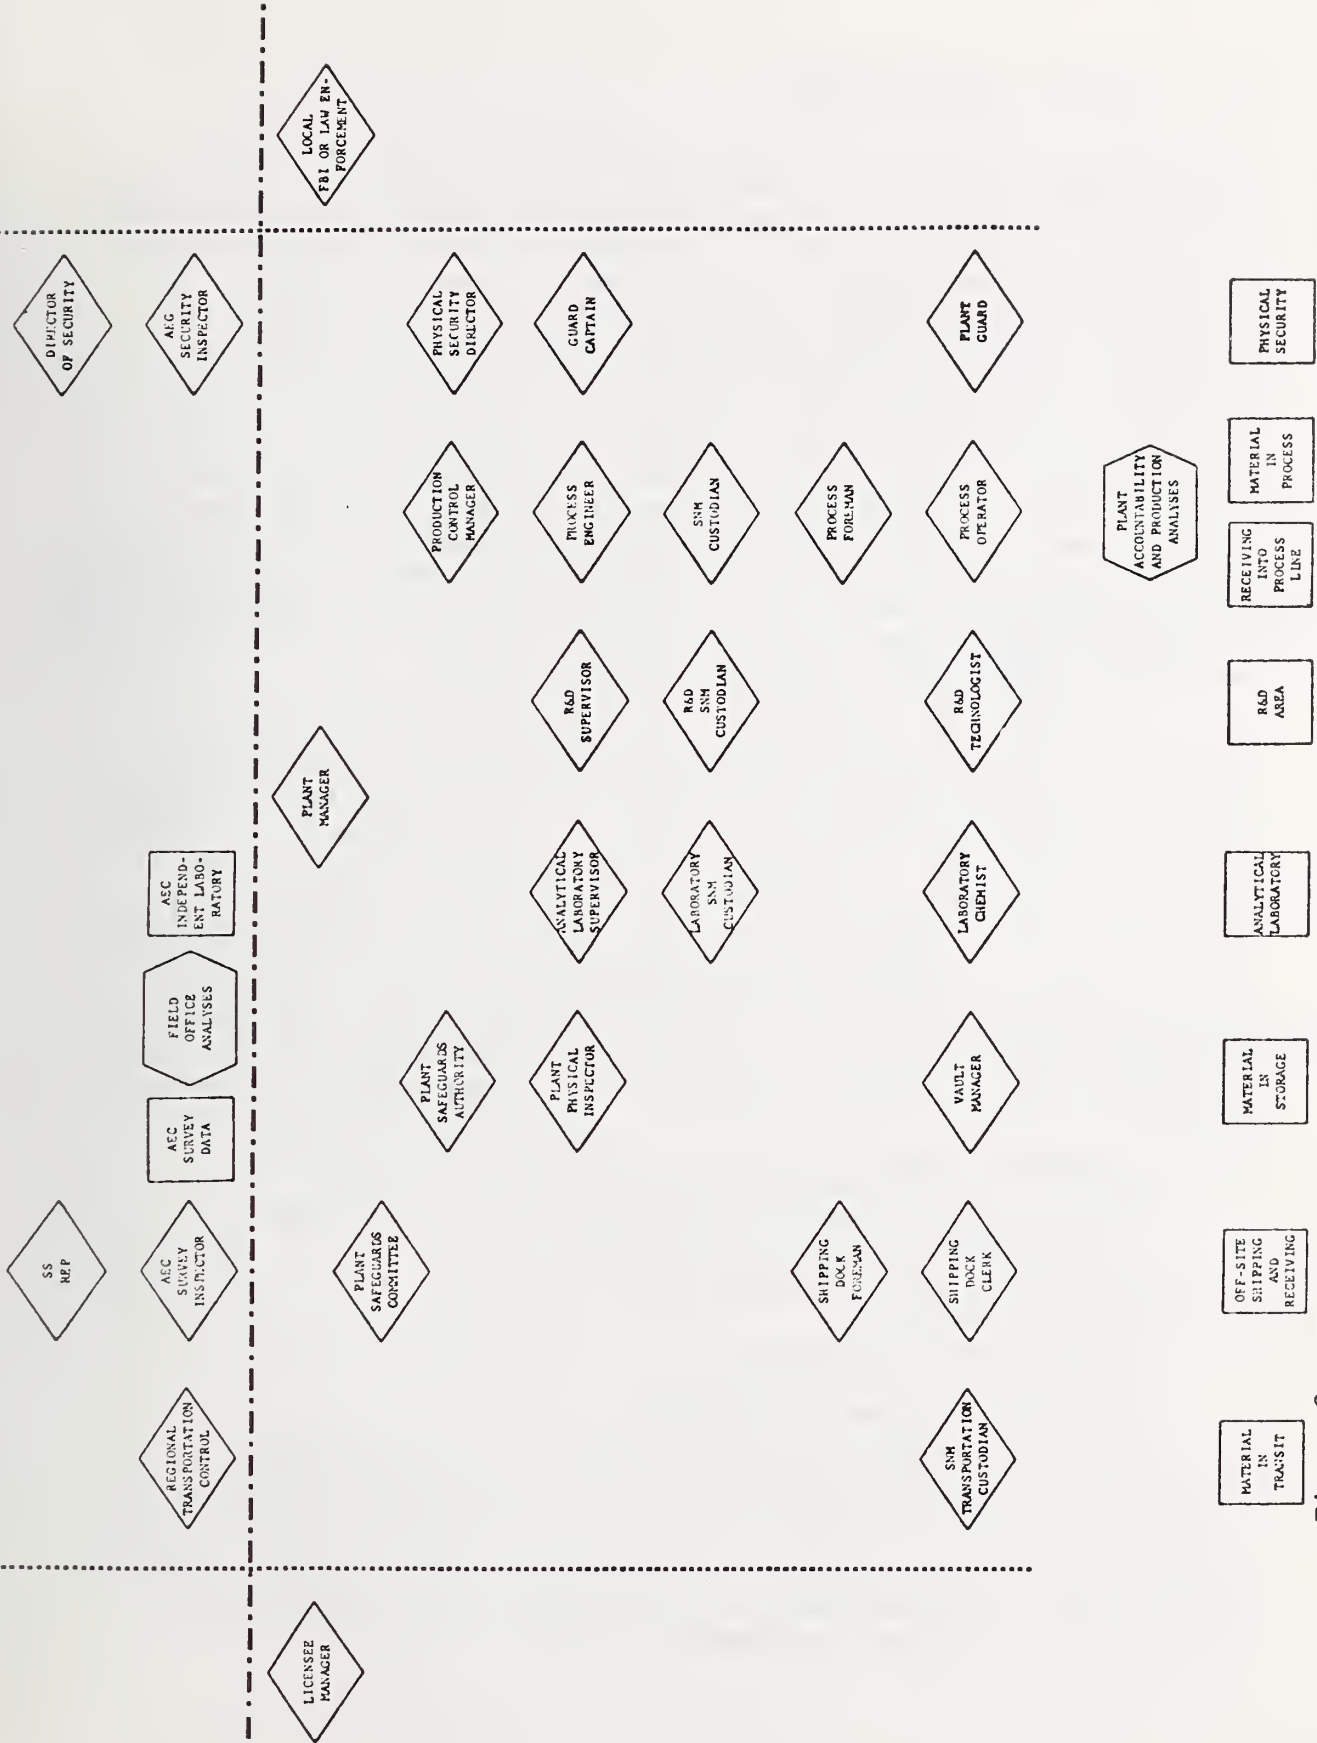 SS
REP
DIRECTOR
OF SECURITY
REGIONAL
TRANSPORTATION
CONTROL
AEC
SURVEY
INSPECTOR
AEC
SURVEY
DATA
FIELD
OFFICE
ANALYSES
AEC
INDEPEND-
ENT LABO-
RATORY
AEC
SECURITY
INSPECTOR
LICENSEE
MANAGER
PLANT
MANAGER
LOCAL
FBI OR LAW EN-
FORCEMENT
PLANT
SAFEGUARDS
COMMITTEE
PLANT
SAFEGUARDS
AUTHORITY
PRODUCTION
CONTROL
MANAGER
PHYSICAL
SECURITY
DIRECTOR
PLANT
PHYSICAL
INSPECTOR
ANALYTICAL
LABORATORY
SUPERVISOR
R&D
SUPERVISOR
PROCESS
ENGINEER
GUARD
CAPTAIN
LABORATORY
SNM
CUSTODIAN
R&D
SNM
CUSTODIAN
SNM
CUSTODIAN
SHIPPING
DOCK
FOREMAN
PROCESS
FOREMAN
SNM
TRANSPORTATION
CUSTODIAN
SHIPPING
DOCK
CLERK
VAULT
MANAGER
LABORATORY
CHEMIST
R&D
TECHNOLOGIST
PROCESS
OPERATOR
PLANT
GUARD
PLANT
ACCOUNTABILITY
AND PRODUCTION
ANALYSES
MATERIAL
IN
TRANSIT
OFF-SITE
SHIPPING
AND
RECEIVING
MATERIAL
IN
STORAGE
ANALYTICAL
LABORATORY
R&D
AREA
RECEIVING
INTO
PROCESS
LINE
MATERIAL
IN
PROCESS
PHYSICAL
SECURITY